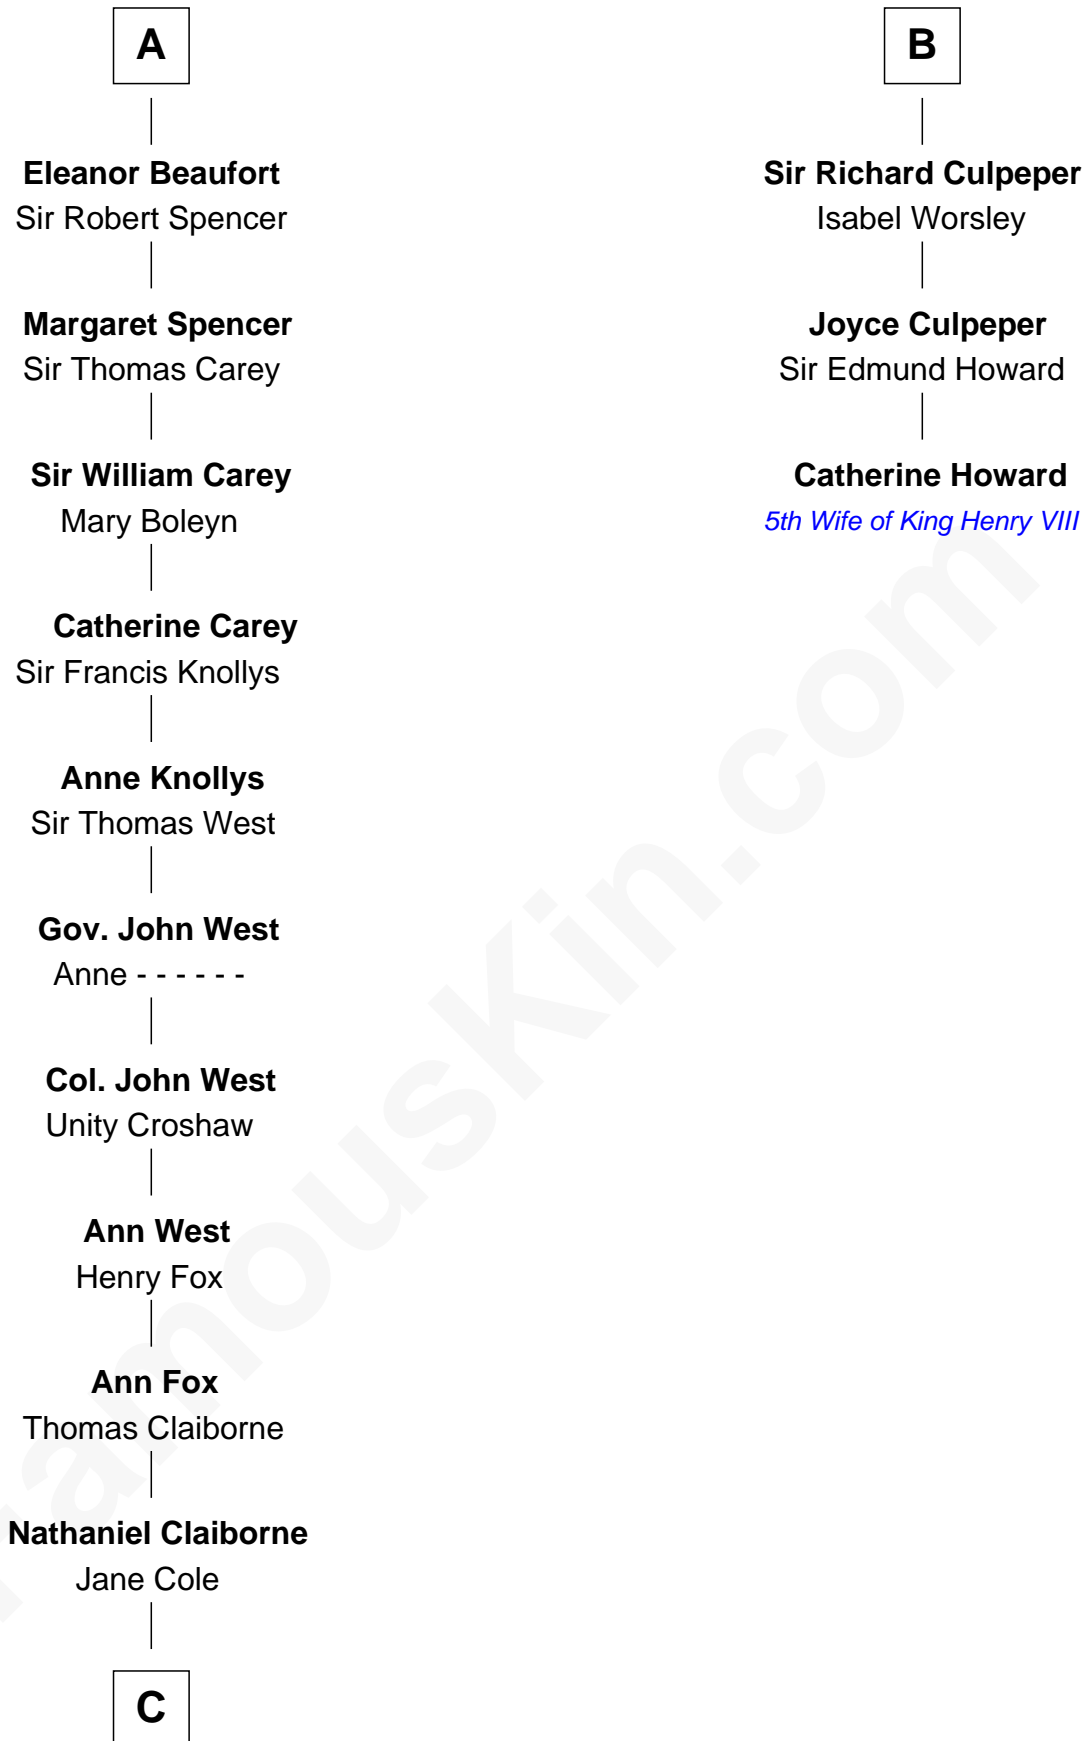 A
Eleanor Beaufort
Sir Robert Spencer
Margaret Spencer
Sir Thomas Carey
Sir William Carey
Mary Boleyn
Catherine Carey
Sir Francis Knollys
Anne Knollys
Sir Thomas West
Gov. John West
Anne - - - - - -
Col. John West
Unity Croshaw
Ann West
Henry Fox
Ann Fox
Thomas Claiborne
Nathaniel Claiborne
Jane Cole
C
B
Sir Richard Culpeper
Isabel Worsley
Joyce Culpeper
Sir Edmund Howard
Catherine Howard
5th Wife of King Henry VIII
FamousKin.com